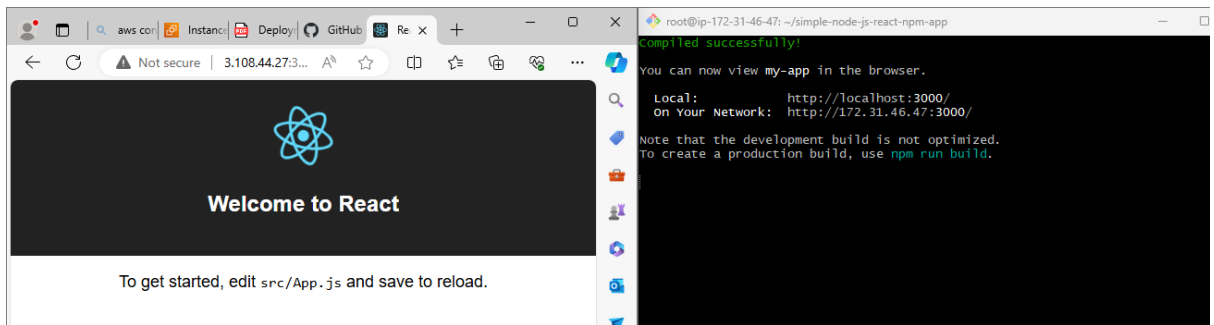 aws con
Instance
Deploy
GitHub
Re
Not secure
3.108.44.27:3...
Welcome to React
To get started, edit src/App.js and save to reload.
root@ip-172-31-46-47: ~/simple-node-js-react-npm-app
Compiled successfully!
You can now view my-app in the browser.
Local: http://localhost:3000/
On Your Network: http://172.31.46.47:3000/
Note that the development build is not optimized.
To create a production build, use npm run build.